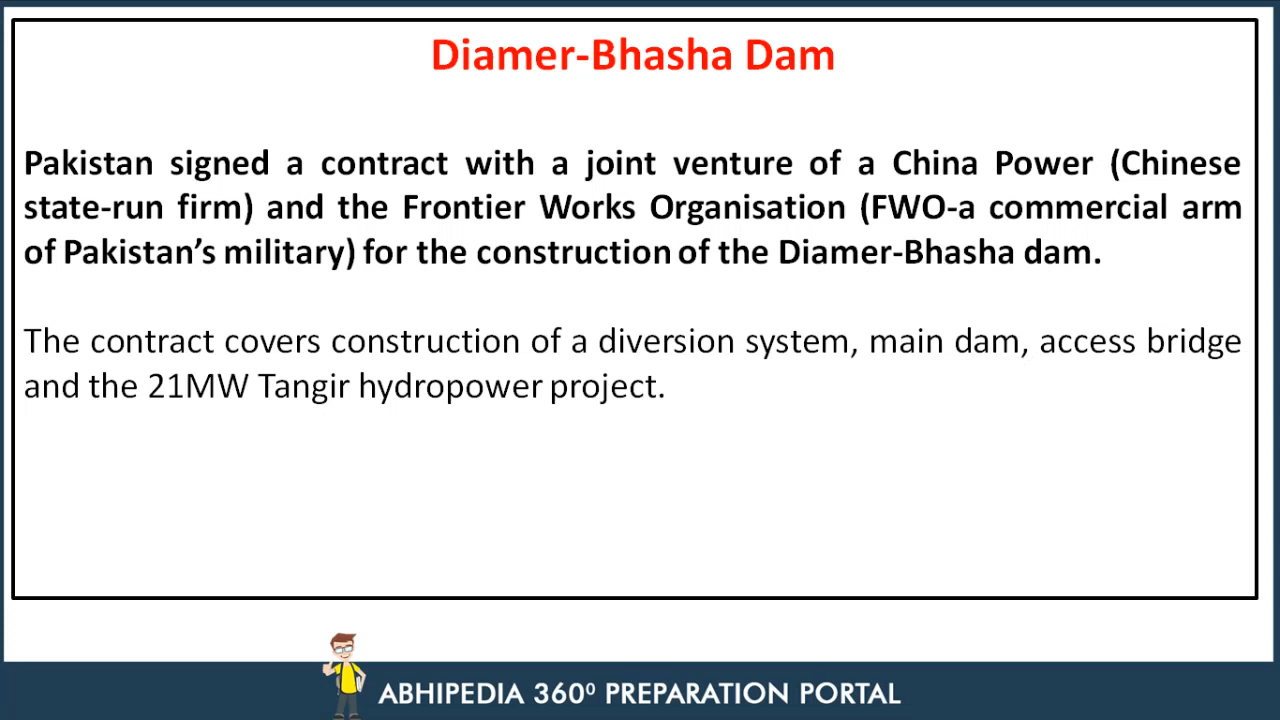 Diamer-Bhasha Dam
Pakistan signed a contract with a joint venture of a China Power (Chinese
state-run firm) and the Frontier Works Organisation (FWO-a commercial arm
of Pakistan’s military) for the construction of the Diamer-Bhasha dam.
The contract covers construction of a diversion system, main dam, access bridge
and the 21MW Tangir hydropower project.
ABHIPEDIA 360⁰ PREPARATION PORTAL